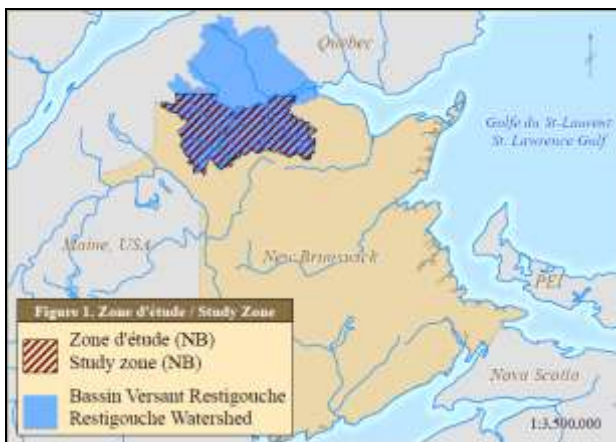 Quebec
Golfe du St-Laurent
St. Lawrence Gulf
Maine, USA
New Brunswick
PEI
Figure 1. Zone d'étude / Study Zone
Zone d'étude (NB)
Study zone (NB)
Bassin Versant Restigouche
Restigouche Watershed
Nova Scotia
1:3,500,000